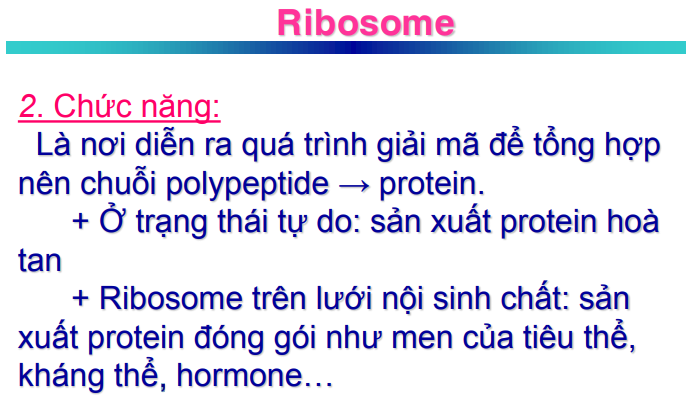 Ribosome
2. Chức năng:
Là nơi diễn ra quá trình giải mã để tổng hợp
nên chuỗi polypeptide → protein.
+ Ở trạng thái tự do: sản xuất protein hoà
tan
+ Ribosome trên lưới nội sinh chất: sản
xuất protein đóng gói như men của tiêu thể,
kháng thể, hormone…